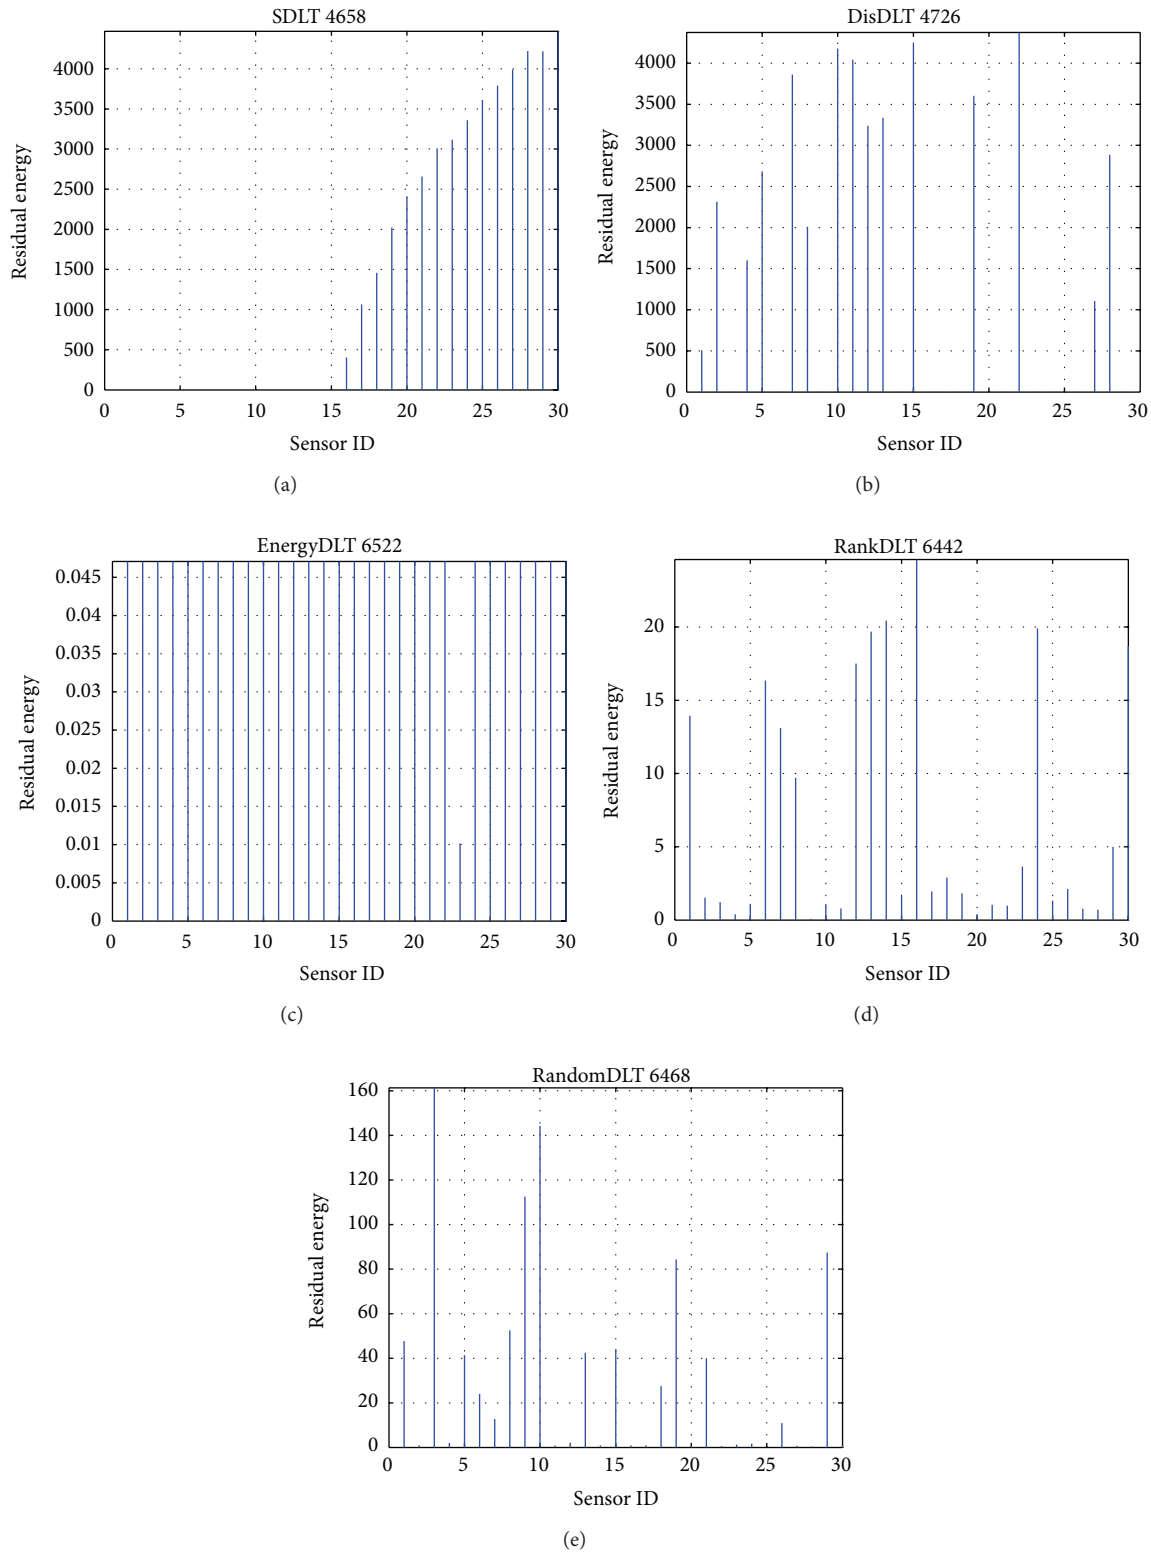 SDLT 4658
4000
3500
3000
2500
2000
1500
1000
500
0
Residual energy
0 5 10 15 20 25 30
Sensor ID
(a)
DisDLT 4726
4000
3500
3000
2500
2000
1500
1000
500
0
Residual energy
0 5 10 15 20 25 30
Sensor ID
(b)
EnergyDLT 6522
0.045
0.04
0.035
0.03
0.025
0.02
0.015
0.01
0.005
0
Residual energy
0 5 10 15 20 25 30
Sensor ID
(c)
RankDLT 6442
20
15
10
5
0
Residual energy
0 5 10 15 20 25 30
Sensor ID
(d)
RandomDLT 6468
160
140
120
100
80
60
40
20
0
Residual energy
0 5 10 15 20 25 30
Sensor ID
(e)